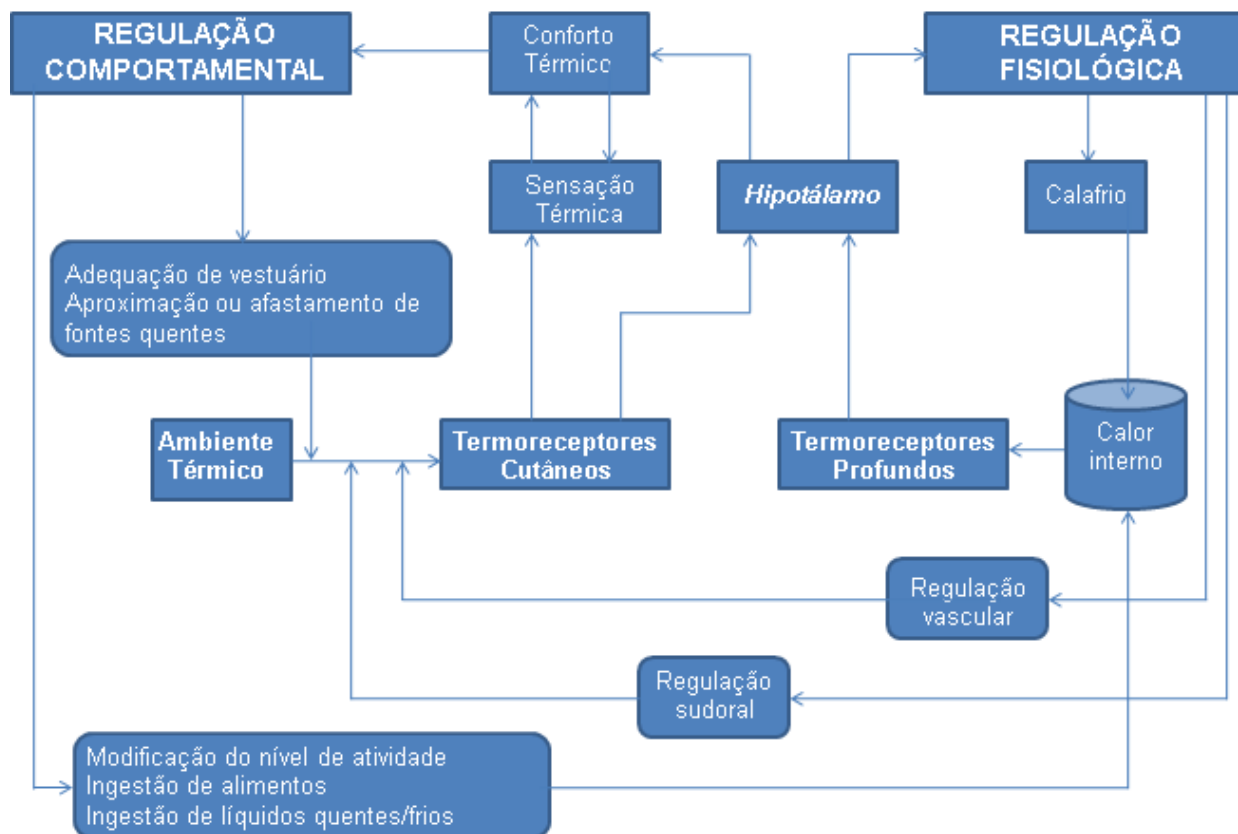 REGULAÇÃO
COMPORTAMENTAL
Conforto
Térmico
REGULAÇÃO
FISIOLÓGICA
Sensação
Térmica
Hipotálamo
Calafrio
Adequação de vestuário
Aproximação ou afastamento de
fontes quentes
Ambiente
Térmico
Termoreceptores
Cutâneos
Termoreceptores
Profundos
Calor
interno
Regulação
vascular
Regulação
sudoral
Modificação do nível de atividade
Ingestão de alimentos
Ingestão de líquidos quentes/frios